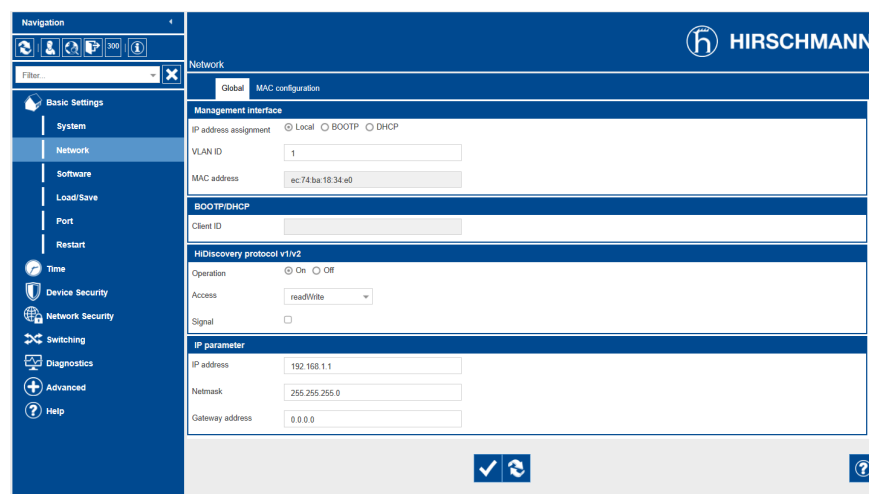 Navigation
300
HIRSCHMANN
Network
Filter...
Global MAC configuration
Basic Settings
System
Network
Software
Load/Save
Port
Restart
Time
Device Security
Network Security
Switching
Diagnostics
Advanced
Help
Management interface
IP address assignment Local BOOTP DHCP
VLAN ID 1
MAC address ec:74:ba:18:34:e0
BOOTP/DHCP
Client ID
HiDiscovery protocol v1/v2
Operation On Off
Access readWrite
Signal
IP parameter
IP address 192.168.1.1
Netmask 255.255.255.0
Gateway address 0.0.0.0